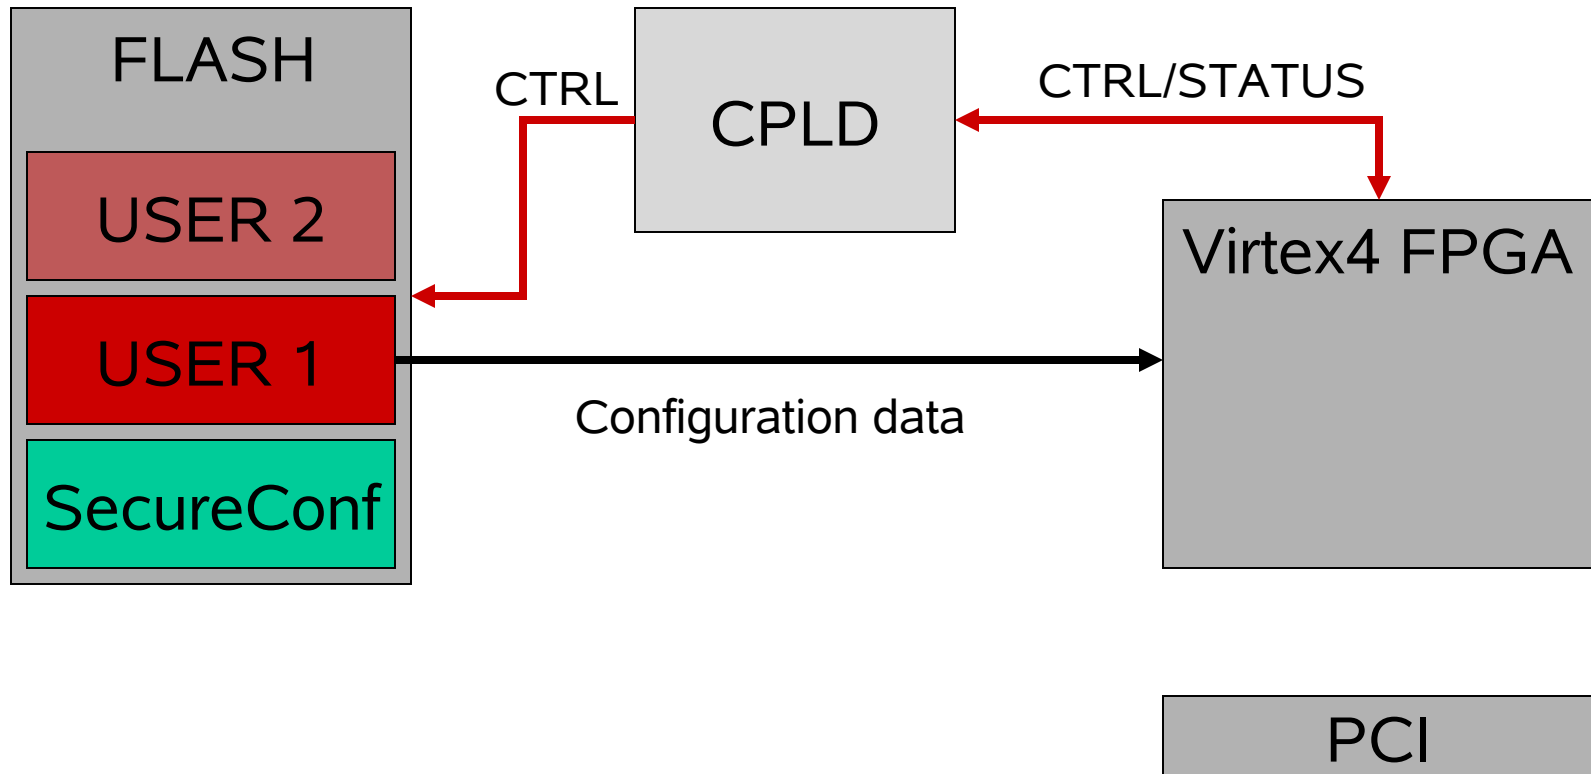 FLASH
CTRL
CPLD
CTRL/STATUS
USER 2
Virtex4 FPGA
USER 1
Configuration data
SecureConf
PCI